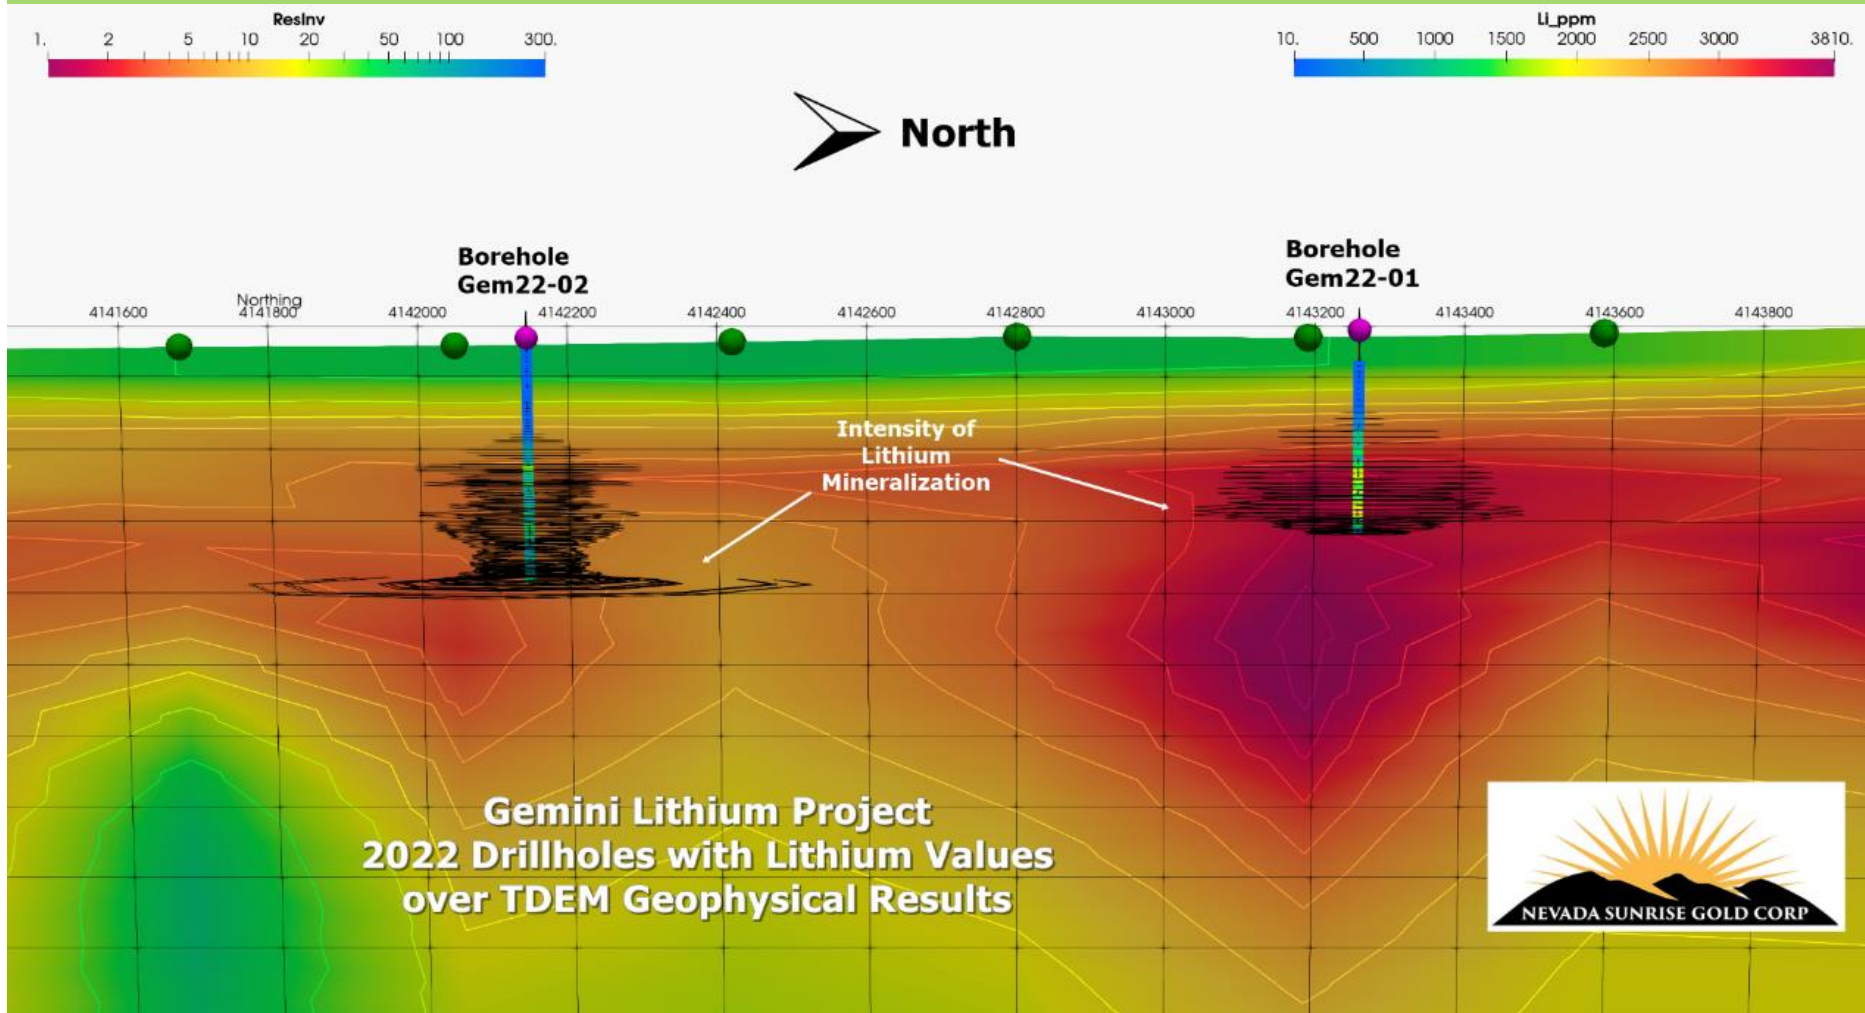 ResInv
1. 2 5 10 20 50 100 300.
Li_ppm
10. 500 1000 1500 2000 2500 3000 3810.
North
Borehole
Gem22-02
Borehole
Gem22-01
Northing
4141600 4141800 4142000 4142200 4142400 4142600 4142800 4143000 4143200 4143400 4143600 4143800
Intensity of
Lithium
Mineralization
Gemini Lithium Project
2022 Drillholes with Lithium Values
over TDEM Geophysical Results
NEVADA SUNRISE GOLD CORP